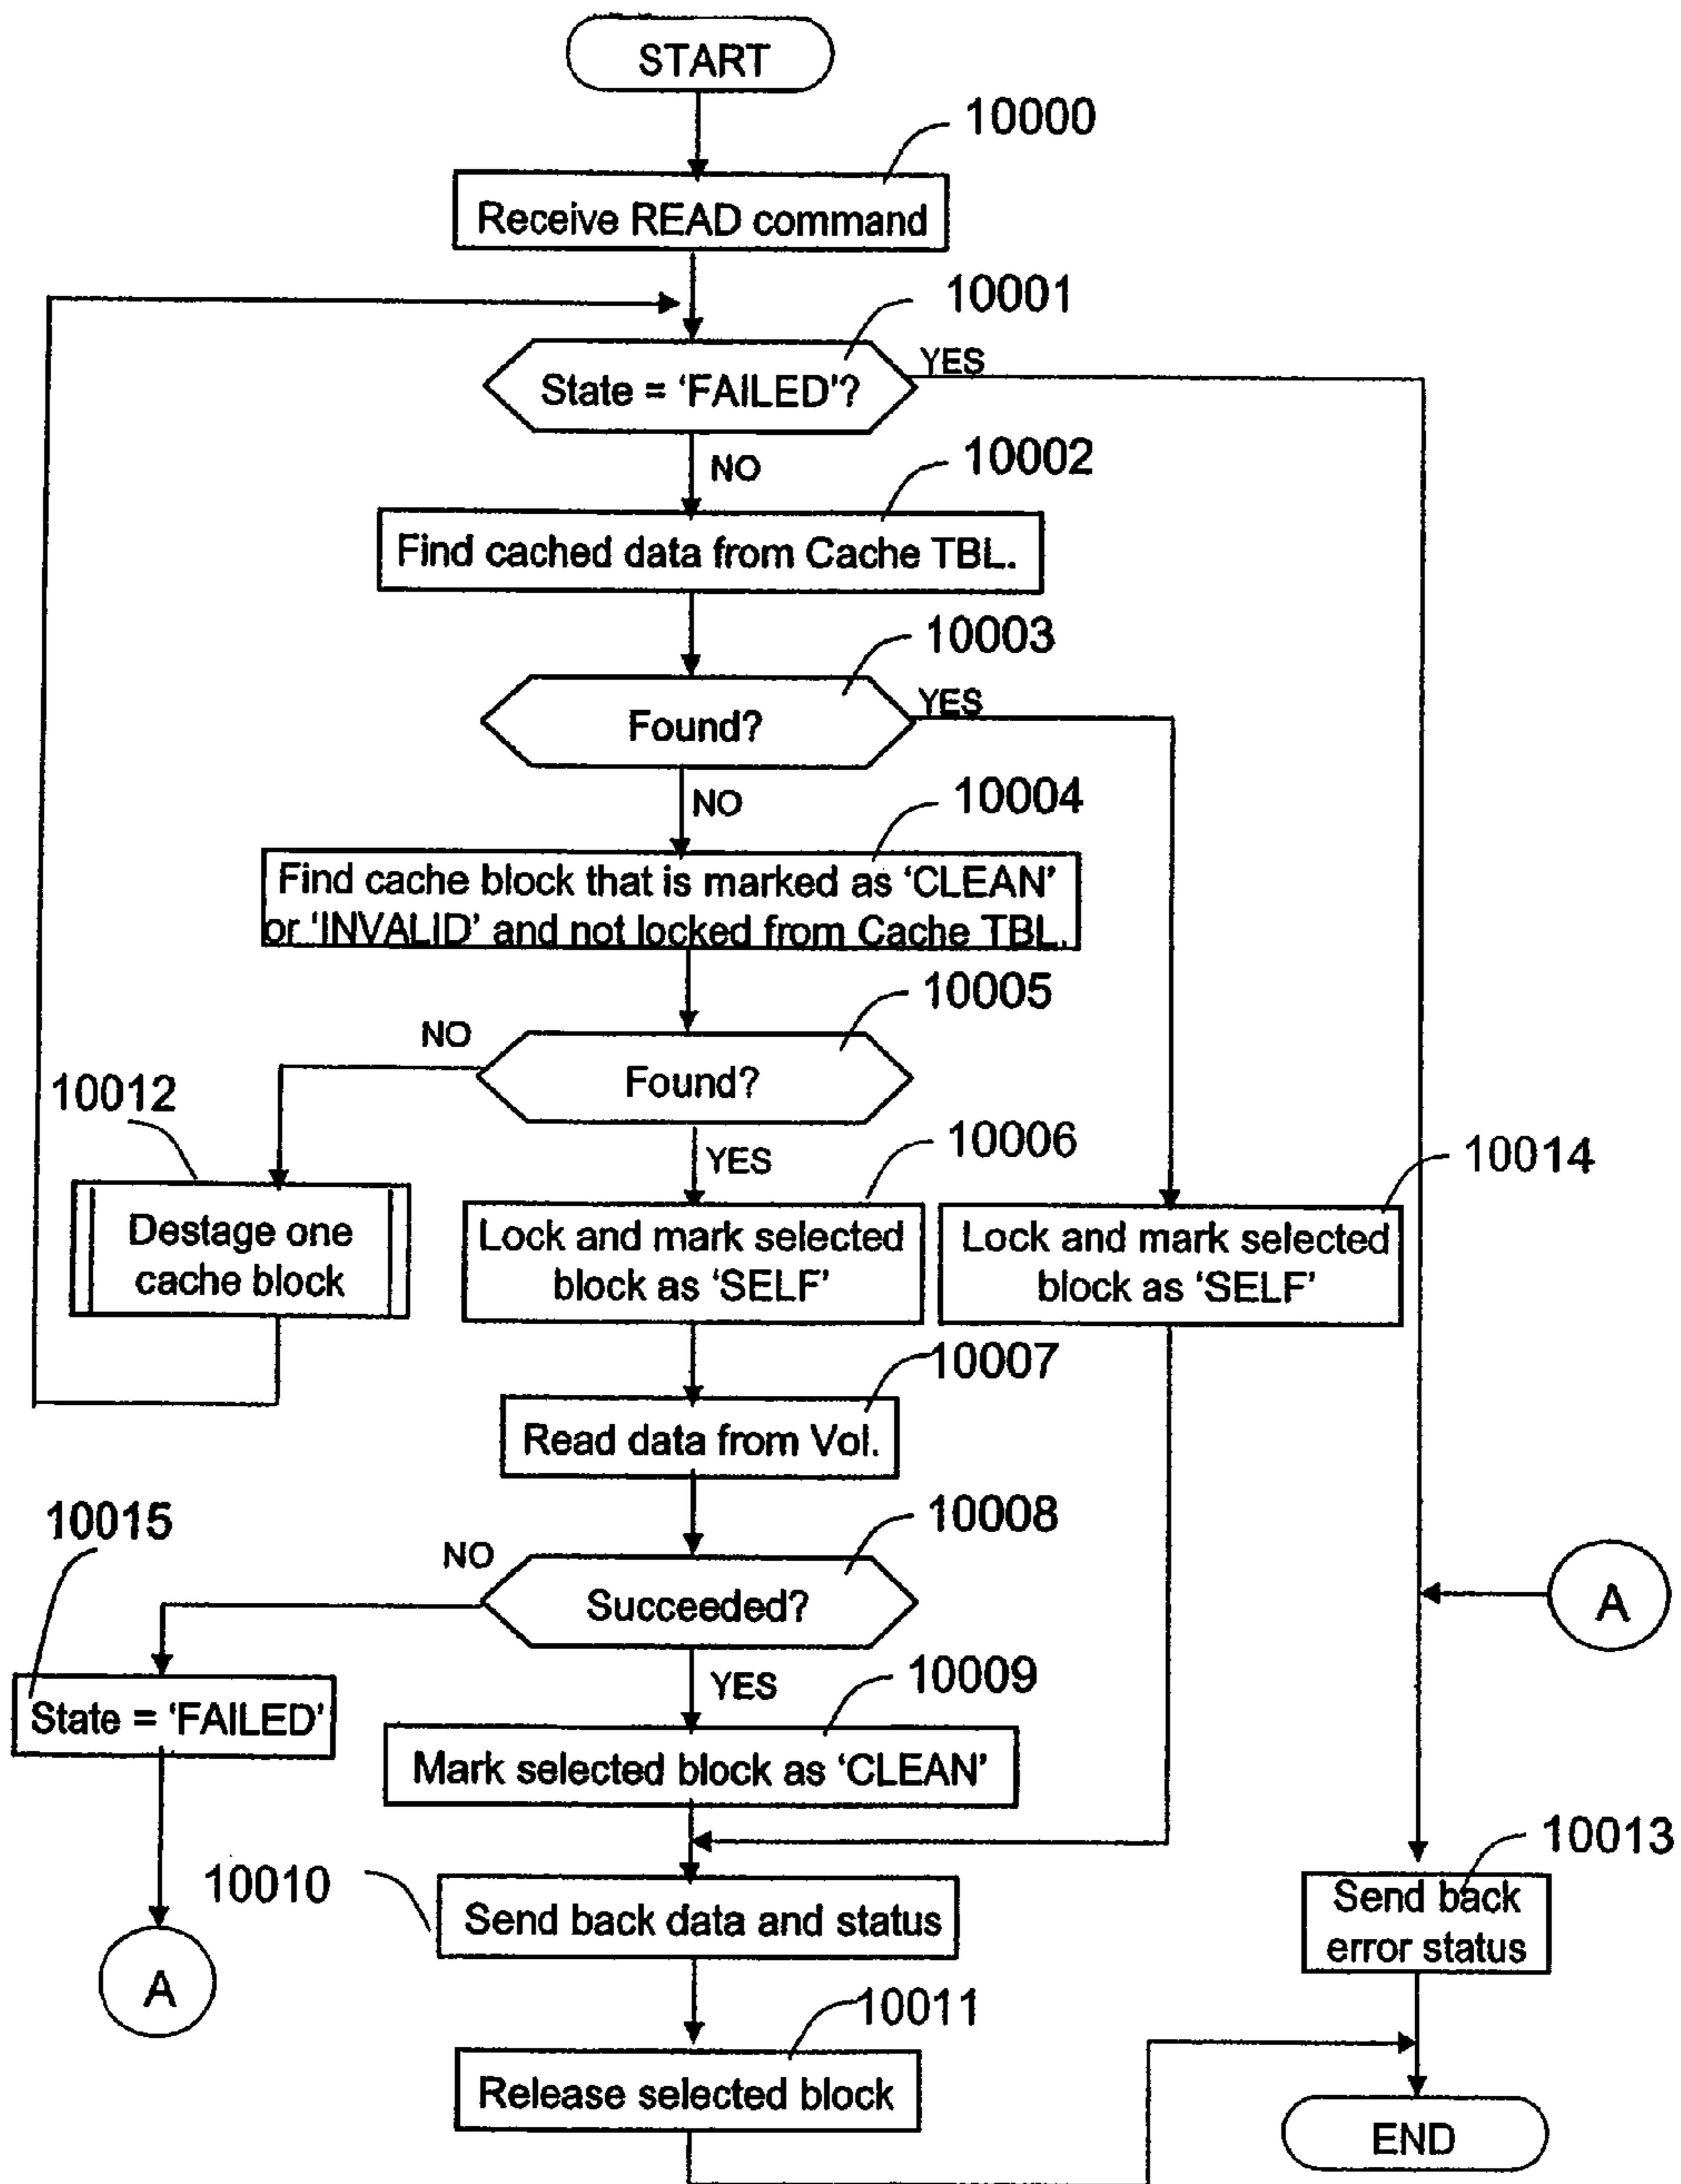 START
10000
Receive READ command
10001
State = ‘FAILED’?
YES
NO
10002
Find cached data from Cache TBL.
10003
Found?
YES
NO
10004
Find cache block that is marked as ‘CLEAN’
or ‘INVALID’ and not locked from Cache TBL.
10005
NO
Found?
10012
YES
10006
10014
Destage one
cache block
Lock and mark selected
block as ‘SELF’
Lock and mark selected
block as ‘SELF’
10007
Read data from Vol.
10015
10008
NO
Succeeded?
A
State = ‘FAILED’
YES
10009
Mark selected block as ‘CLEAN’
10013
10010
Send back data and status
Send back
error status
A
10011
Release selected block
END